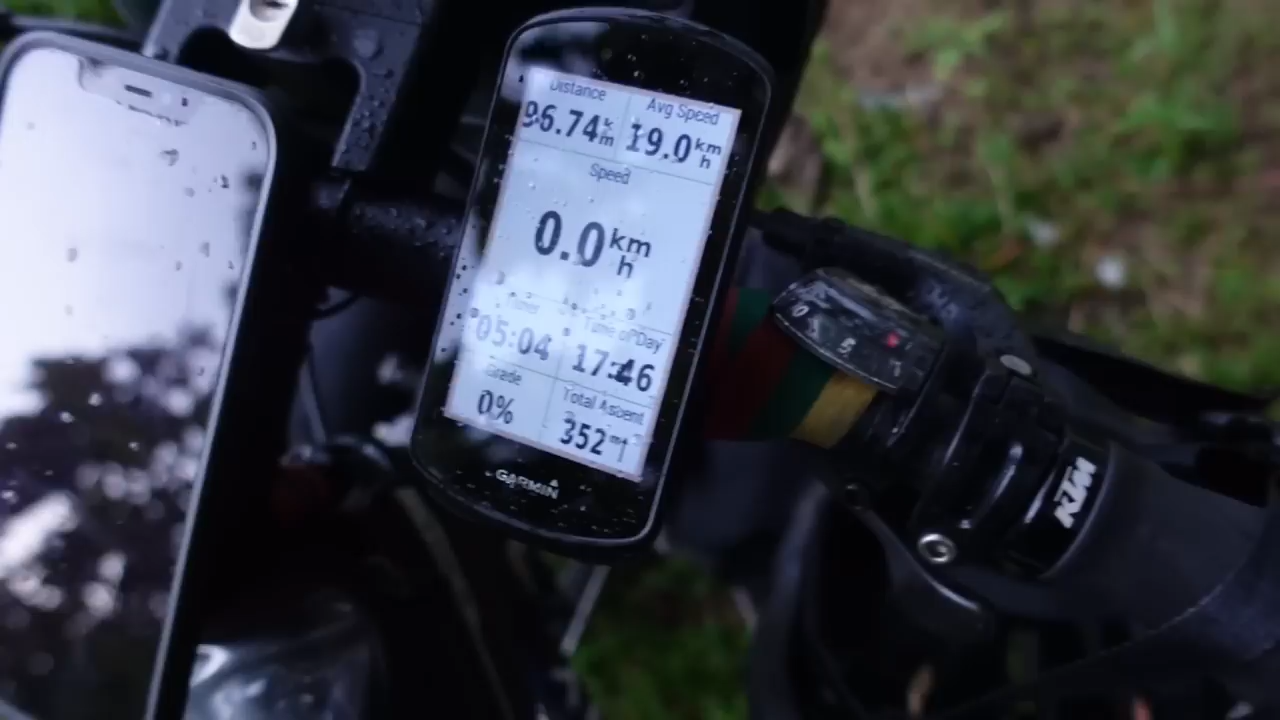 Distance
96.74 km
Avg Speed
19.0 km/h
Speed
0.0 km/h
05:04
Time of Day
17:46
Grade
0%
Total Ascent
352 m
GARMIN
KTM